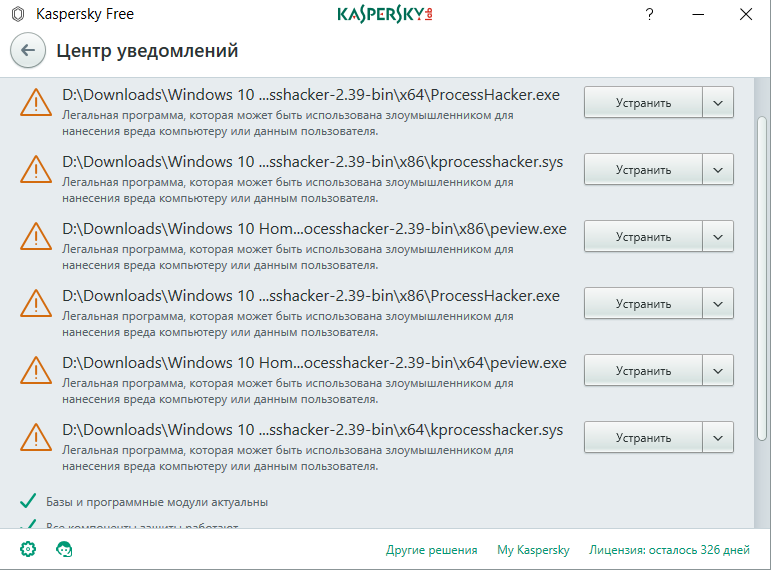 Kaspersky Free
KASPERSKY lab
?
Центр уведомлений
D:\Downloads\Windows 10 ...sshacker-2.39-bin\x64\ProcessHacker.exe
Легальная программа, которая может быть использована злоумышленником для
нанесения вреда компьютеру или данным пользователя.
Устранить
D:\Downloads\Windows 10 ...sshacker-2.39-bin\x86\kprocesshacker.sys
Легальная программа, которая может быть использована злоумышленником для
нанесения вреда компьютеру или данным пользователя.
Устранить
D:\Downloads\Windows 10 Hom...ocesshacker-2.39-bin\x86\peview.exe
Легальная программа, которая может быть использована злоумышленником для
нанесения вреда компьютеру или данным пользователя.
Устранить
D:\Downloads\Windows 10 ...sshacker-2.39-bin\x86\ProcessHacker.exe
Легальная программа, которая может быть использована злоумышленником для
нанесения вреда компьютеру или данным пользователя.
Устранить
D:\Downloads\Windows 10 Hom...ocesshacker-2.39-bin\x64\peview.exe
Легальная программа, которая может быть использована злоумышленником для
нанесения вреда компьютеру или данным пользователя.
Устранить
D:\Downloads\Windows 10 ...sshacker-2.39-bin\x64\kprocesshacker.sys
Легальная программа, которая может быть использована злоумышленником для
нанесения вреда компьютеру или данным пользователя.
Устранить
Базы и программные модули актуальны
Все компоненты защиты работают
Другие решения
My Kaspersky
Лицензия: осталось 326 дней